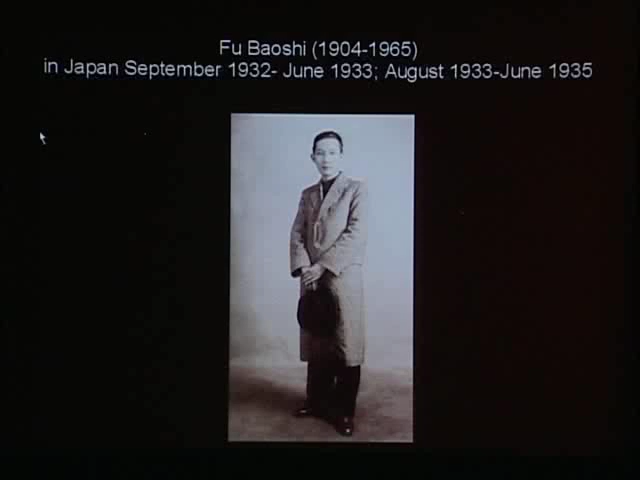 Fu Baoshi (1904-1965)
in Japan September 1932- June 1933; August 1933-June 1935